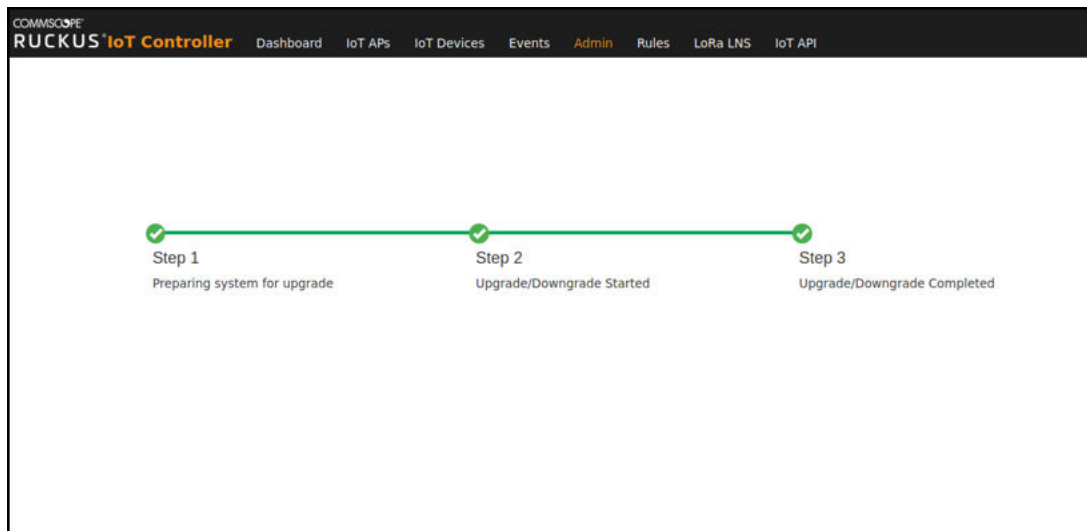 COMMSCOPE
RUCKUS® IoT Controller Dashboard IoT APs IoT Devices Events Admin Rules LoRa LNS IoT API
Step 1 Step 2 Step 3
Preparing system for upgrade Upgrade/Downgrade Started Upgrade/Downgrade Completed